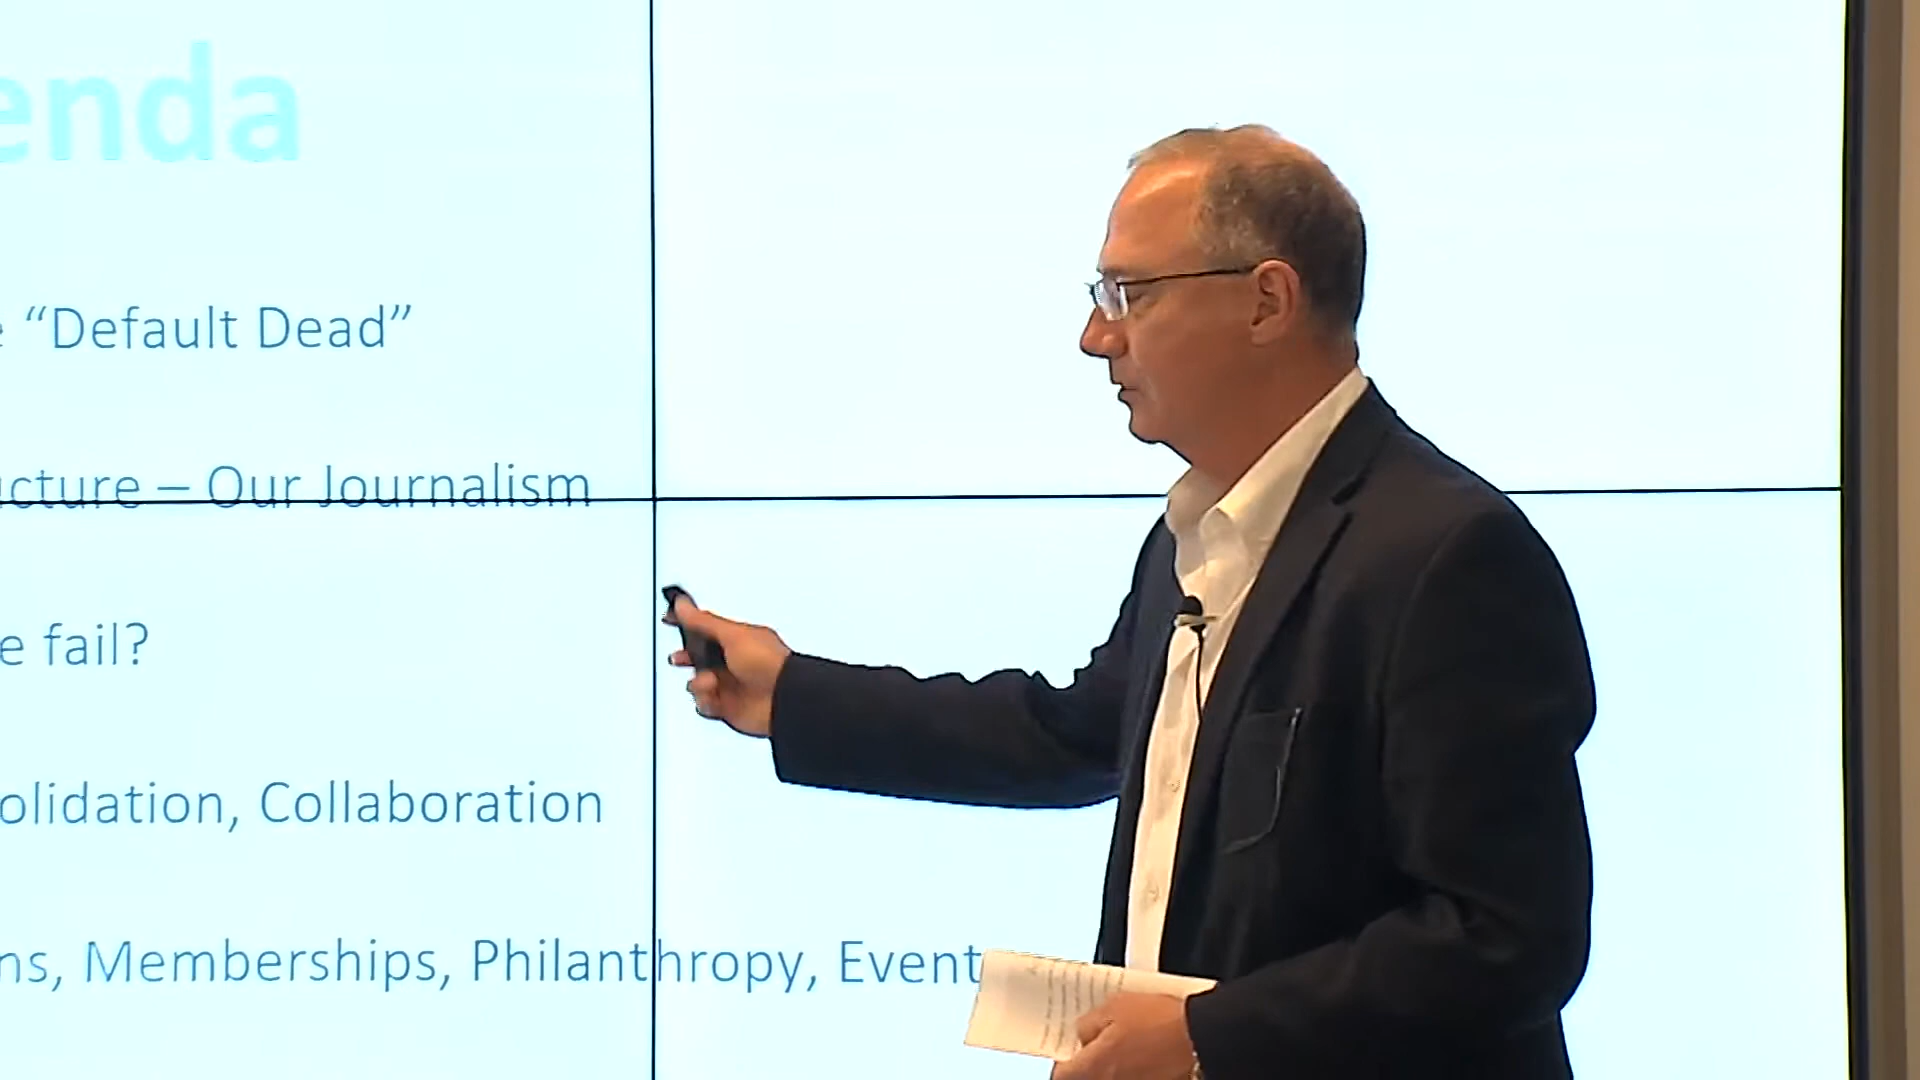 enda
e “Default Dead”
ucture – Our Journalism
e fail?
olidation, Collaboration
ns, Memberships, Philanthropy, Event